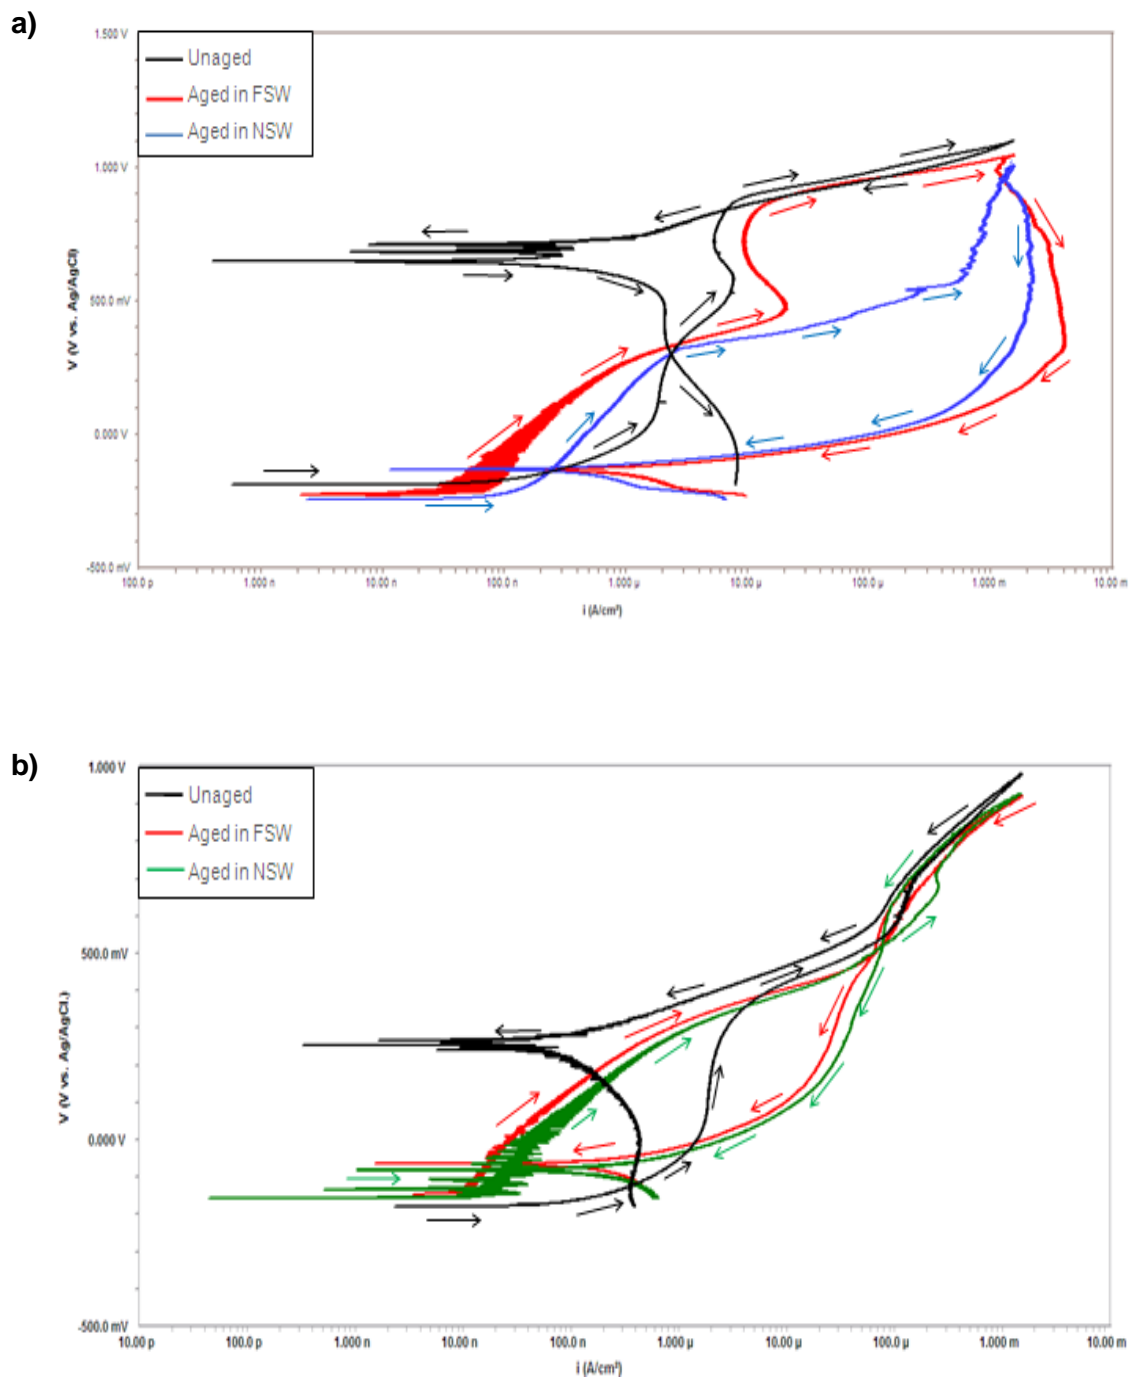 a)
1.500 V
Unaged
Aged in FSW
Aged in NSW
1.000 V
500.0 mV
0.000 V
-500.0 mV
V (V vs. Ag/AgCl)
100.0 p 1.000 n 10.00 n 100.0 n 1.000 µ 10.00 µ 100.0 µ 1.000 m 10.00 m
i (A/cm²)
b)
1.000 V
Unaged
Aged in FSW
Aged in NSW
500.0 mV
0.000 V
-500.0 mV
V (V vs. Ag/AgCL.)
10.00 p 100.0 p 1.000 n 10.00 n 100.0 n 1.000 µ 10.00 µ 100.0 µ 1.000 m 10.00 m
i (A/cm²)